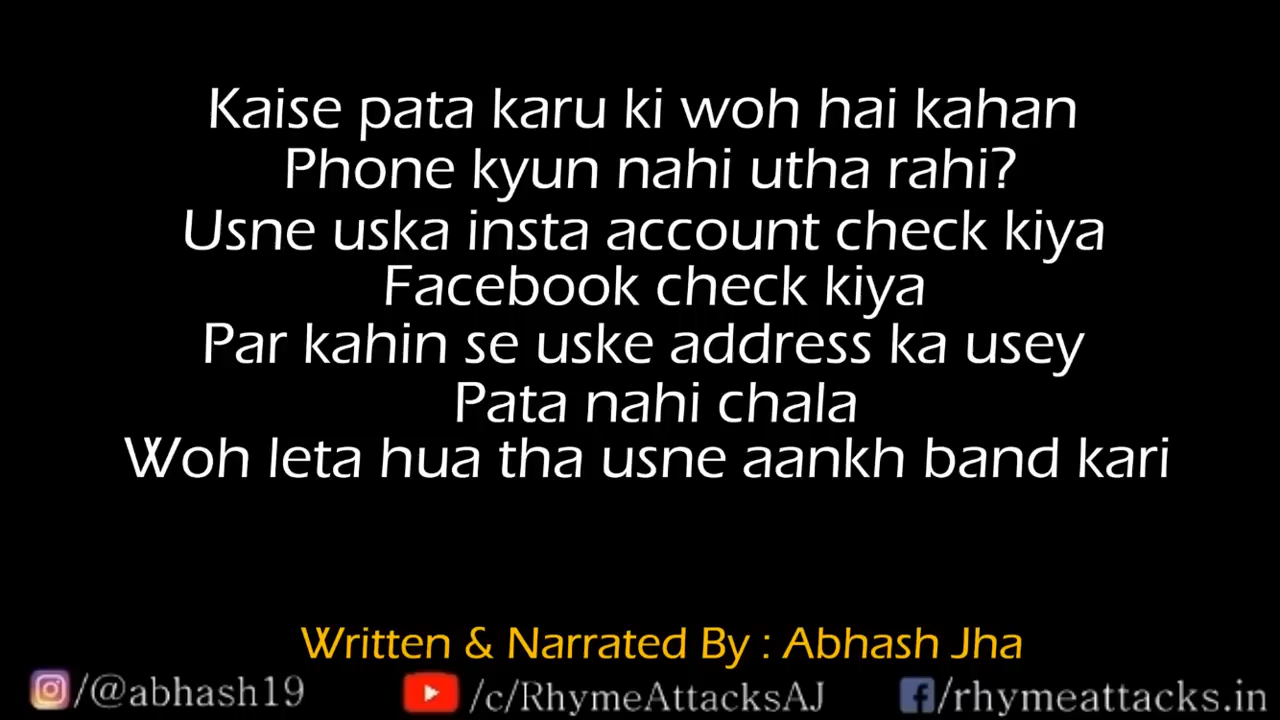 Kaise pata karu ki woh hai kahan
Phone kyun nahi utha rahi?
Usne uska insta account check kiya
Facebook check kiya
Par kahin se uske address ka usey
Pata nahi chala
Woh leta hua tha usne aankh band kari
Written & Narrated By : Abhash Jha
/@abhash19 /c/RhymeAttacksAJ /rhymeattacks.in